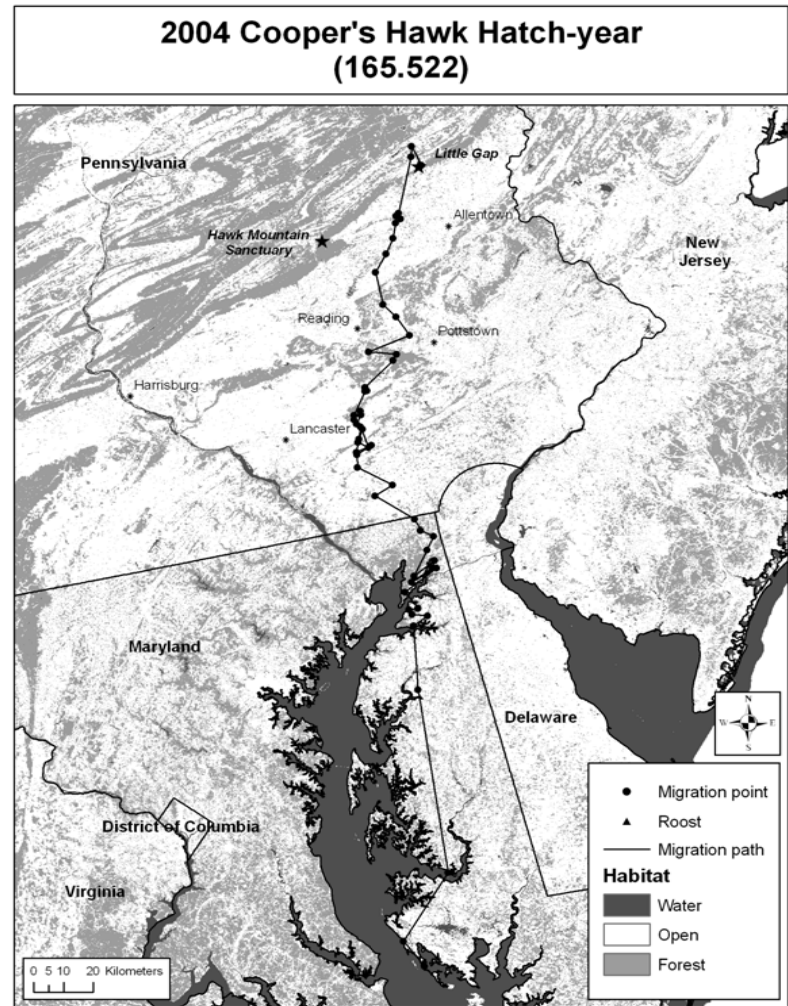 2004 Cooper's Hawk Hatch-year
(165.522)
Pennsylvania
Little Gap
Allentown
Hawk Mountain
Sanctuary
New
Jersey
Reading
Pottstown
Harrisburg
Lancaster
Maryland
Delaware
N
W
E
S
District of Columbia
Virginia
Migration point
Roost
Migration path
Habitat
Water
Open
Forest
0 5 10 20 Kilometers